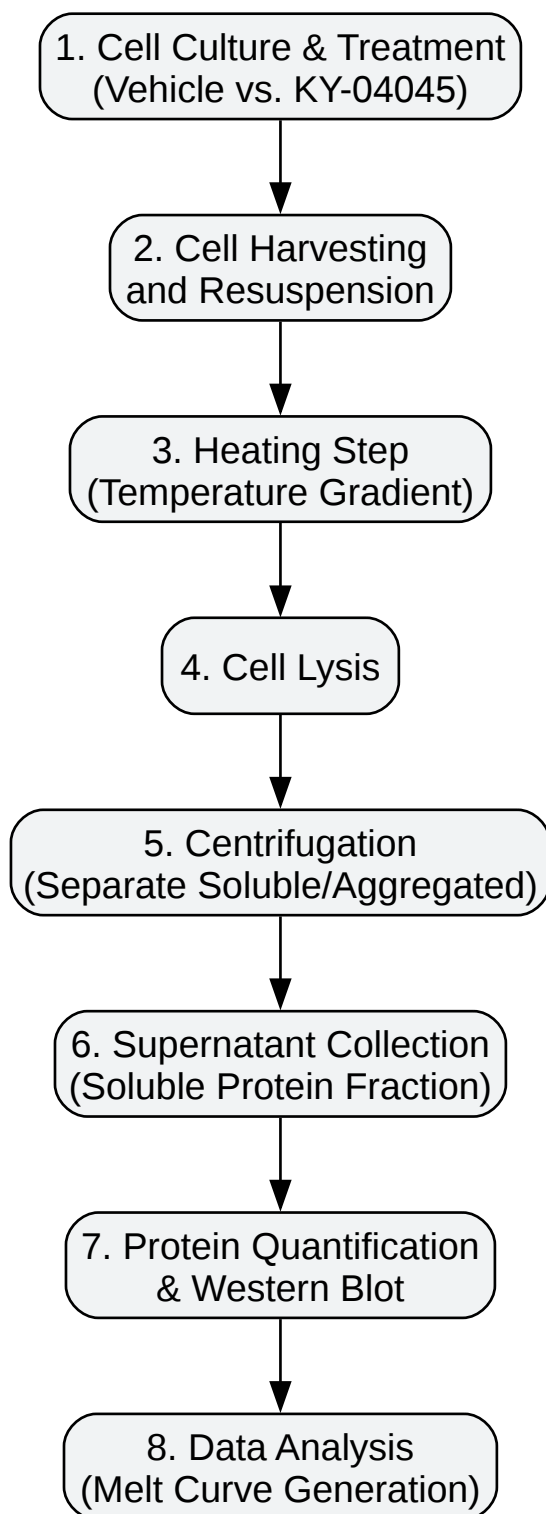 1. Cell Culture & Treatment
(Vehicle vs. KY-04045)
2. Cell Harvesting
and Resuspension
3. Heating Step
(Temperature Gradient)
4. Cell Lysis
5. Centrifugation
(Separate Soluble/Aggregated)
6. Supernatant Collection
(Soluble Protein Fraction)
7. Protein Quantification
& Western Blot
8. Data Analysis
(Melt Curve Generation)